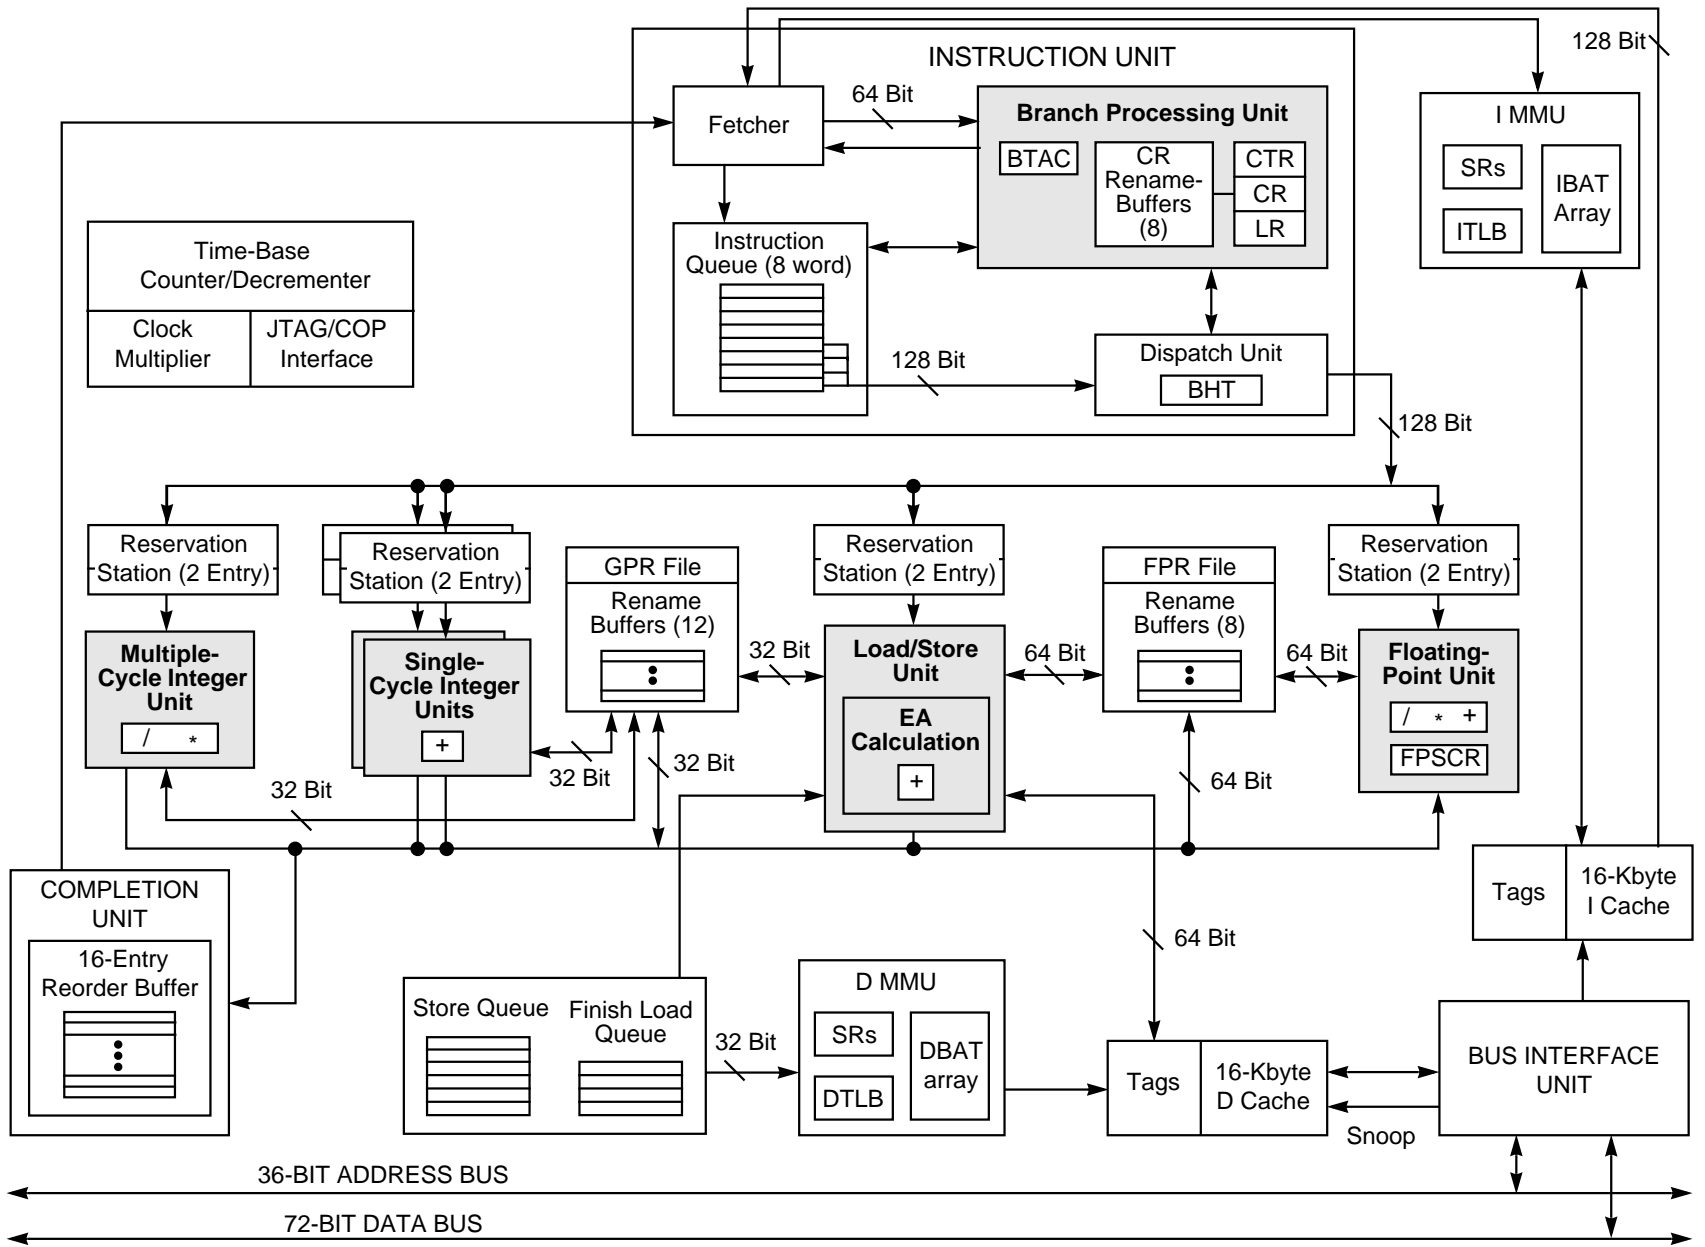 128 Bit
INSTRUCTION UNIT
Fetcher
64 Bit
Branch Processing Unit
BTAC
CR
Rename-
Buffers
(8)
CTR
CR
LR
I MMU
SRs
ITLB
IBAT
Array
Instruction
Queue (8 word)
128 Bit
Dispatch Unit
BHT
128 Bit
Time-Base
Counter/Decrementer
Clock
Multiplier
JTAG/COP
Interface
Reservation
Station (2 Entry)
Reservation
Station (2 Entry)
GPR File
Rename
Buffers (12)
Reservation
Station (2 Entry)
FPR File
Rename
Buffers (8)
Reservation
Station (2 Entry)
Multiple-
Cycle Integer
Unit
/ *
Single-
Cycle Integer
Units
+
32 Bit
Load/Store
Unit
EA
Calculation
+
64 Bit
64 Bit
Floating-
Point Unit
/ * +
FPSCR
32 Bit
32 Bit
32 Bit
64 Bit
COMPLETION
UNIT
16-Entry
Reorder Buffer
Tags
16-Kbyte
I Cache
64 Bit
Store Queue
Finish Load
Queue
32 Bit
D MMU
SRs
DTLB
DBAT
array
Tags
16-Kbyte
D Cache
Snoop
BUS INTERFACE
UNIT
36-BIT ADDRESS BUS
72-BIT DATA BUS